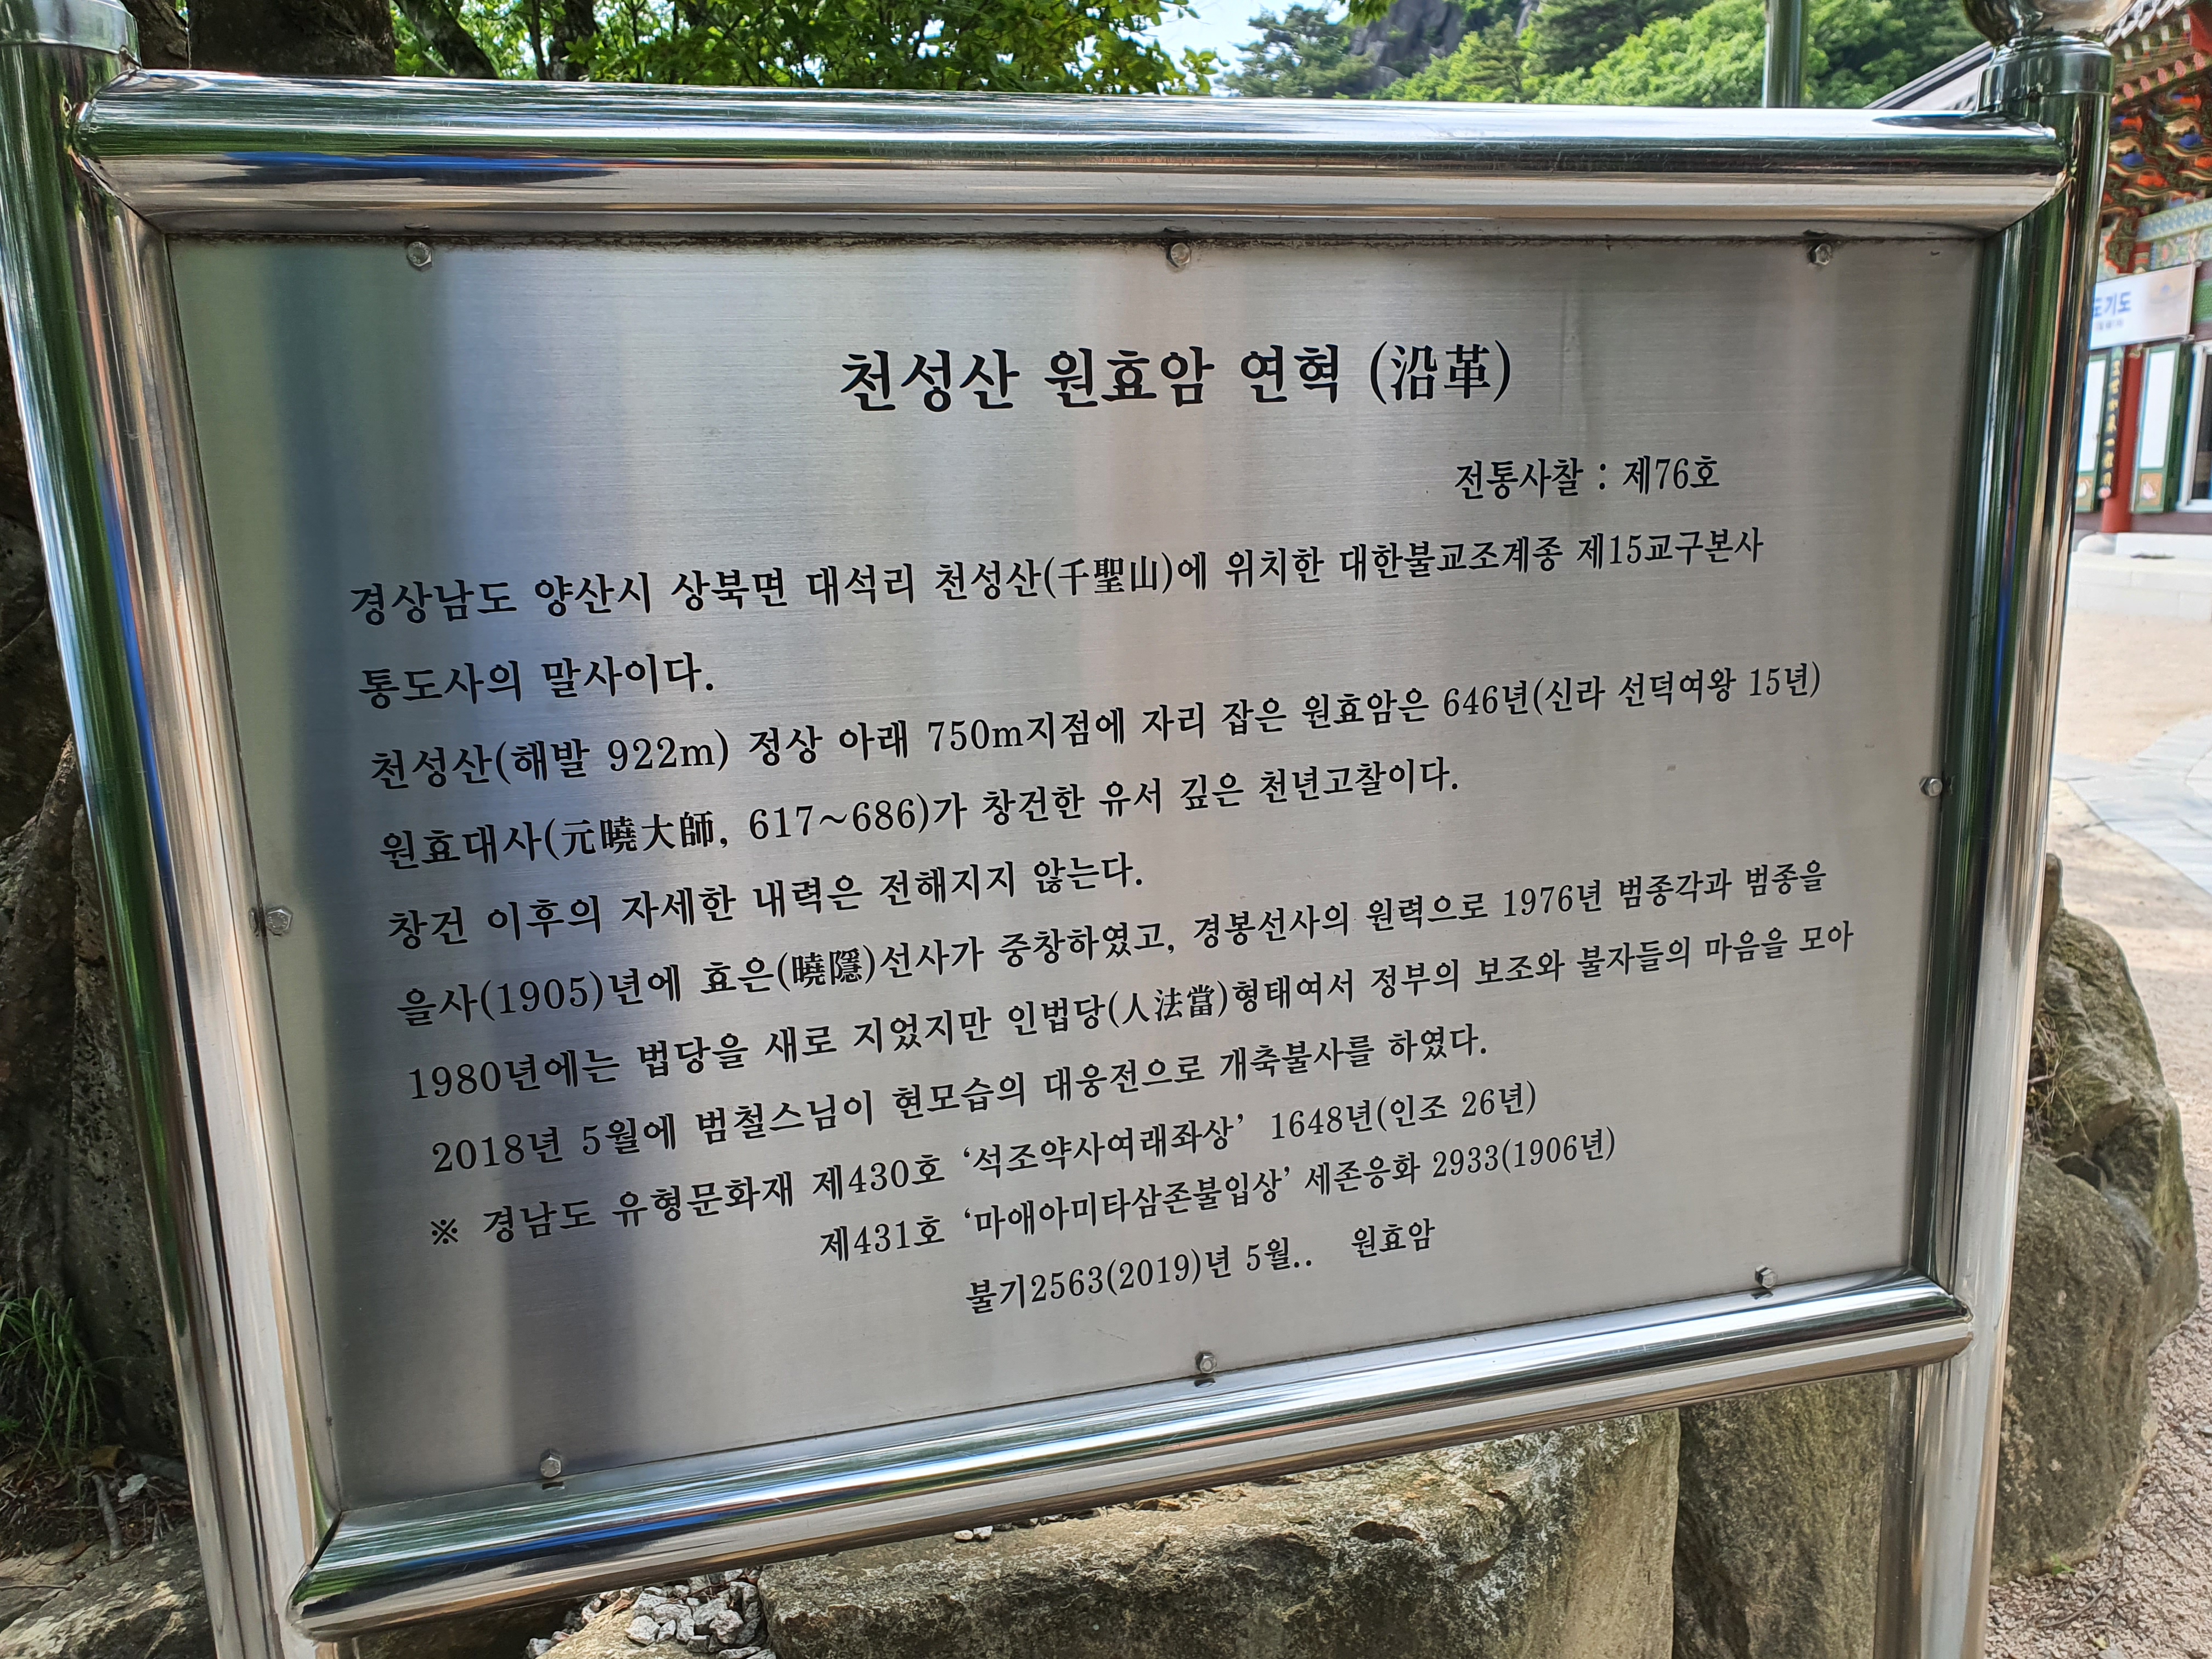 천성산 원효암 연혁 (沿革)
전통사찰 : 제76호
경상남도 양산시 상북면 대석리 천성산(千聖山)에 위치한 대한불교조계종 제15교구본사
통도사의 말사이다.
천성산(해발 922m) 정상 아래 750m지점에 자리 잡은 원효암은 646년(신라 선덕여왕 15년)
원효대사(元曉大師, 617~686)가 창건한 유서 깊은 천년고찰이다.
창건 이후의 자세한 내력은 전해지지 않는다.
을사(1905)년에 효은(曉隱)선사가 중창하였고, 경봉선사의 원력으로 1976년 범종각과 범종을
1980년에는 법당을 새로 지었지만 인법당(人法當)형태여서 정부의 보조와 불자들의 마음을 모아
2018년 5월에 범철스님이 현모습의 대웅전으로 개축불사를 하였다.
※ 경남도 유형문화재 제430호 ‘석조약사여래좌상’ 1648년(인조 26년)
제431호 ‘마애아미타삼존불입상’ 세존응화 2933(1906년)
불기2563(2019)년 5월.. 원효암
도기도